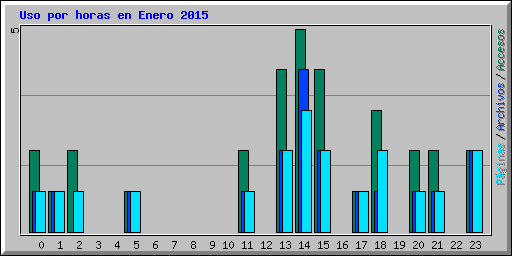 Uso por horas en Enero 2015
5
Páginas/Archivos/Accesos
0 1 2 3 4 5 6 7 8 9 10 11 12 13 14 15 16 17 18 19 20 21 22 23